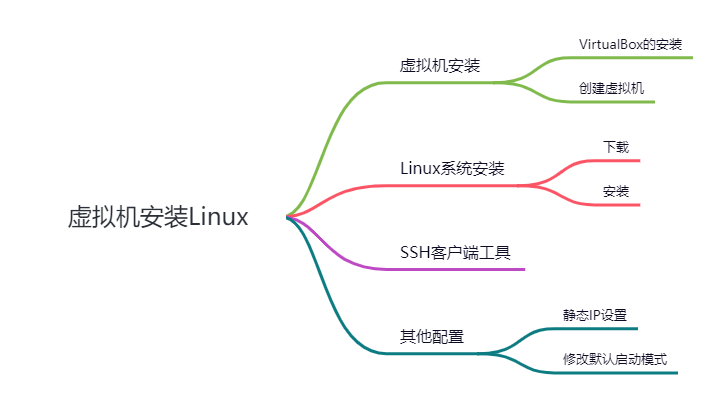 虚拟机安装Linux
虚拟机安装
VirtualBox的安装
创建虚拟机
Linux系统安装
下载
安装
SSH客户端工具
其他配置
静态IP设置
修改默认启动模式